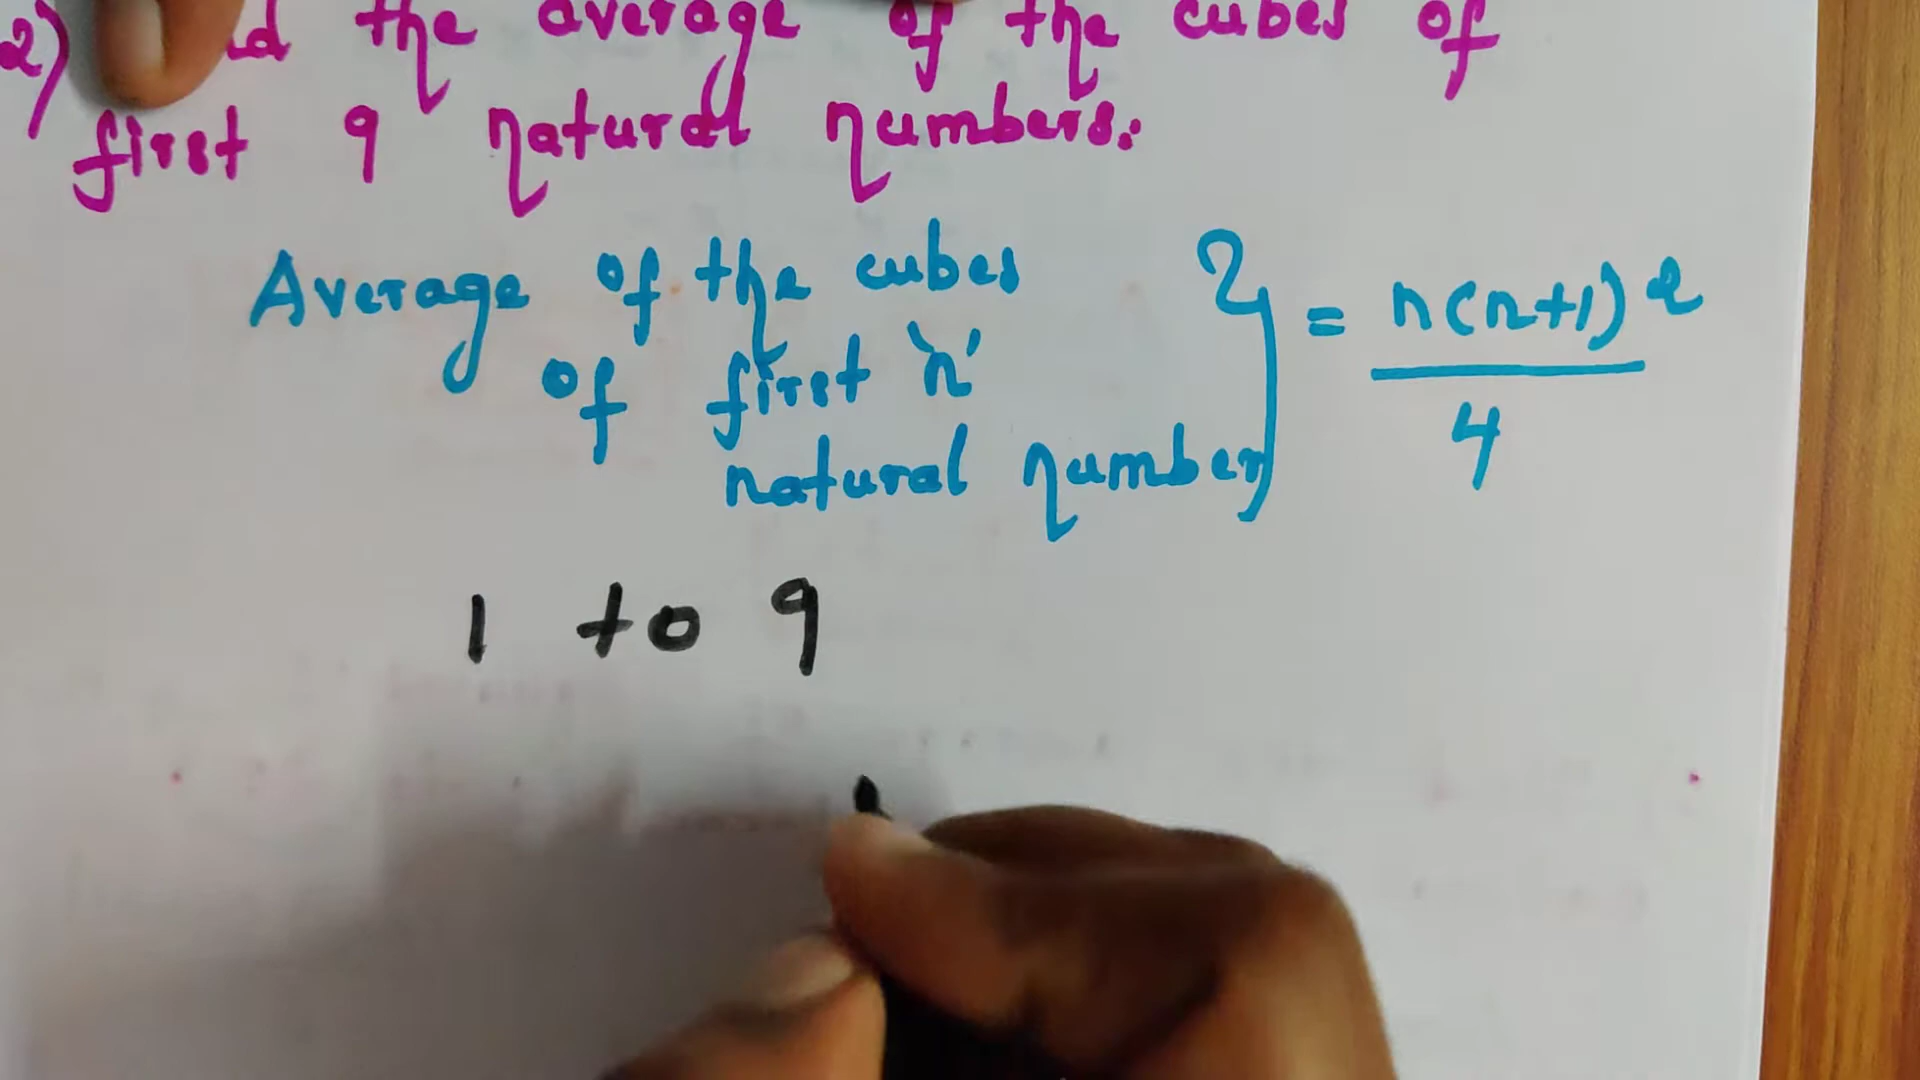 2) the average of the cubes of
first 9 natural numbers.
Average of the cubes
of first 'n'
natural number } = n(n+1)²
4
1 to 9